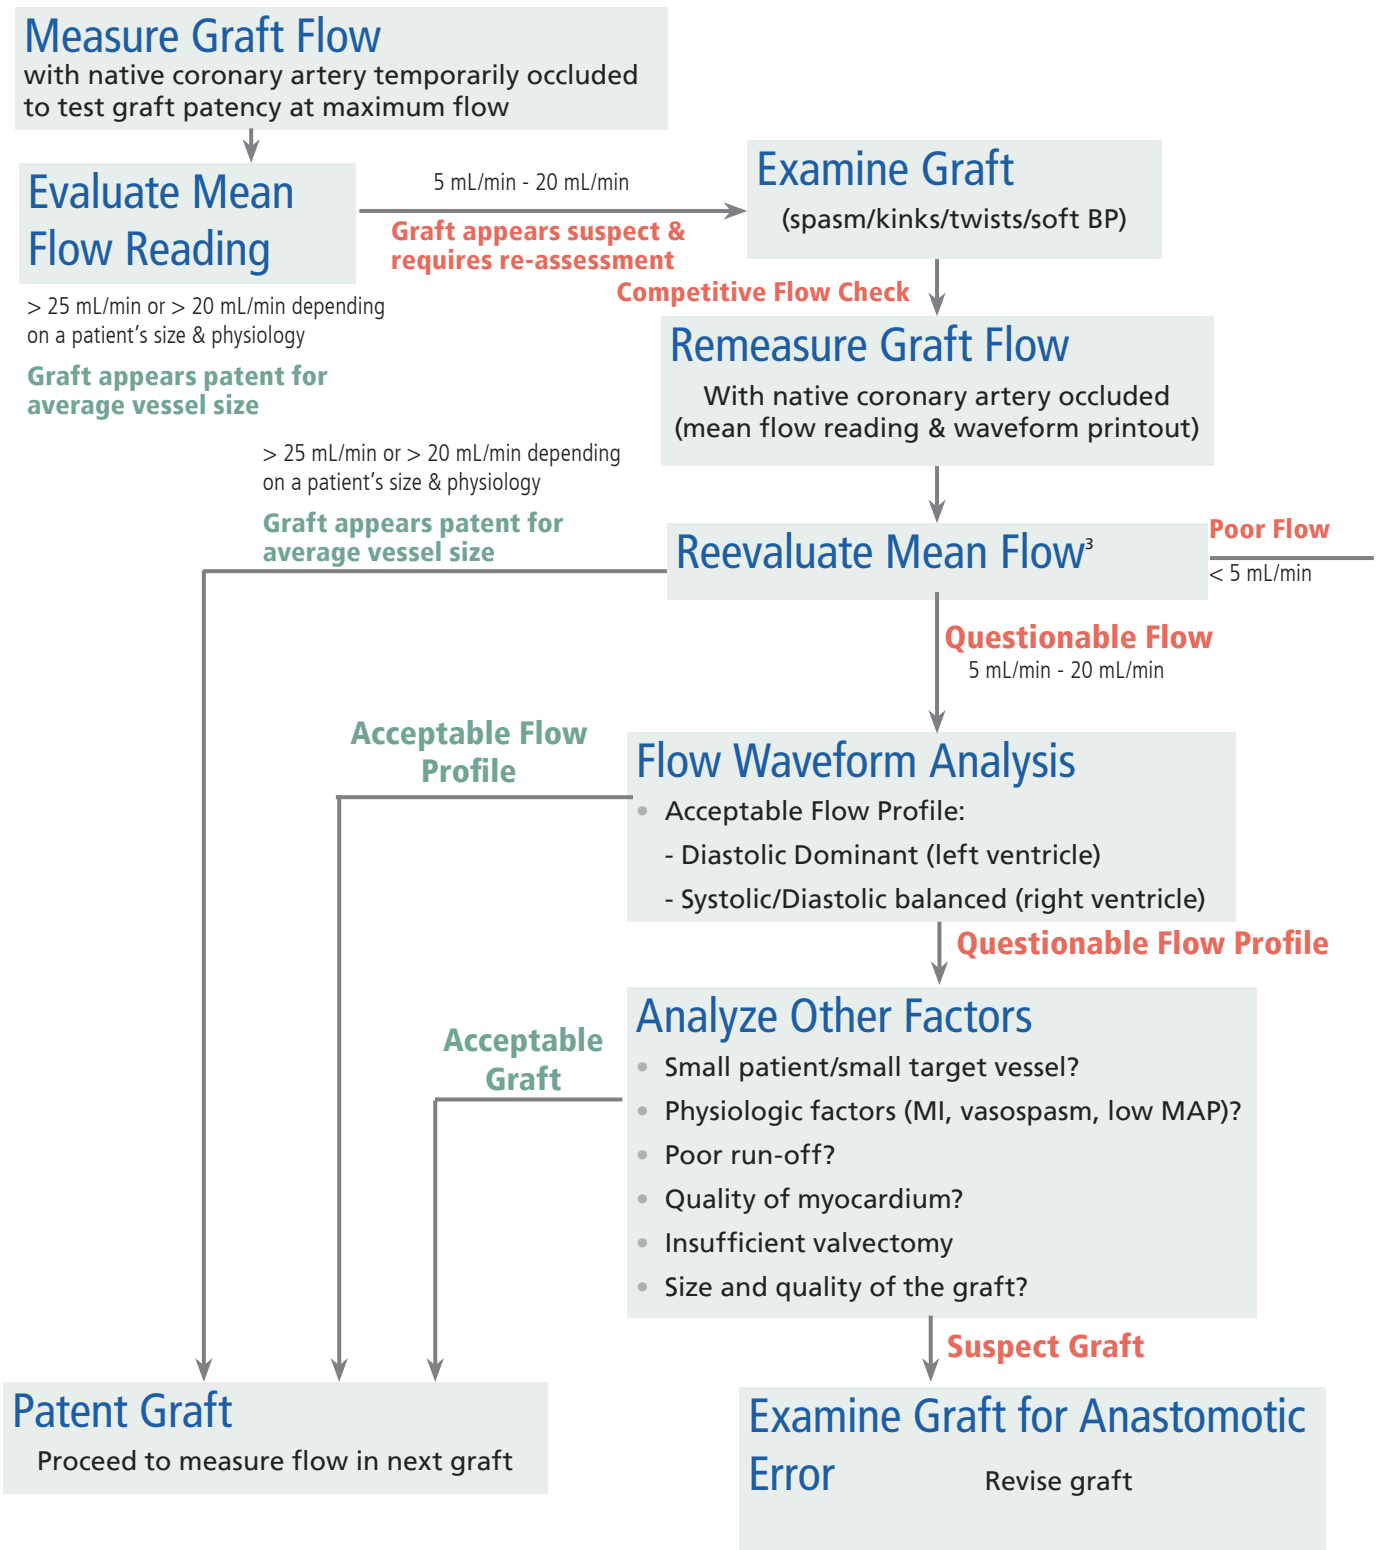 Measure Graft Flow
with native coronary artery temporarily occluded
to test graft patency at maximum flow
Evaluate Mean
Flow Reading
5 mL/min - 20 mL/min
Graft appears suspect &
requires re-assessment
Examine Graft
(spasm/kinks/twists/soft BP)
> 25 mL/min or > 20 mL/min depending
on a patient's size & physiology
Graft appears patent for
average vessel size
Competitive Flow Check
Remeasure Graft Flow
With native coronary artery occluded
(mean flow reading & waveform printout)
> 25 mL/min or > 20 mL/min depending
on a patient's size & physiology
Graft appears patent for
average vessel size
Reevaluate Mean Flow³
Poor Flow
< 5 mL/min
Questionable Flow
5 mL/min - 20 mL/min
Acceptable Flow
Profile
Flow Waveform Analysis
• Acceptable Flow Profile:
- Diastolic Dominant (left ventricle)
- Systolic/Diastolic balanced (right ventricle)
Questionable Flow Profile
Acceptable
Graft
Analyze Other Factors
• Small patient/small target vessel?
• Physiologic factors (MI, vasospasm, low MAP)?
• Poor run-off?
• Quality of myocardium?
• Insufficient valvectomy
• Size and quality of the graft?
Suspect Graft
Patent Graft
Proceed to measure flow in next graft
Examine Graft for Anastomotic
Error Revise graft